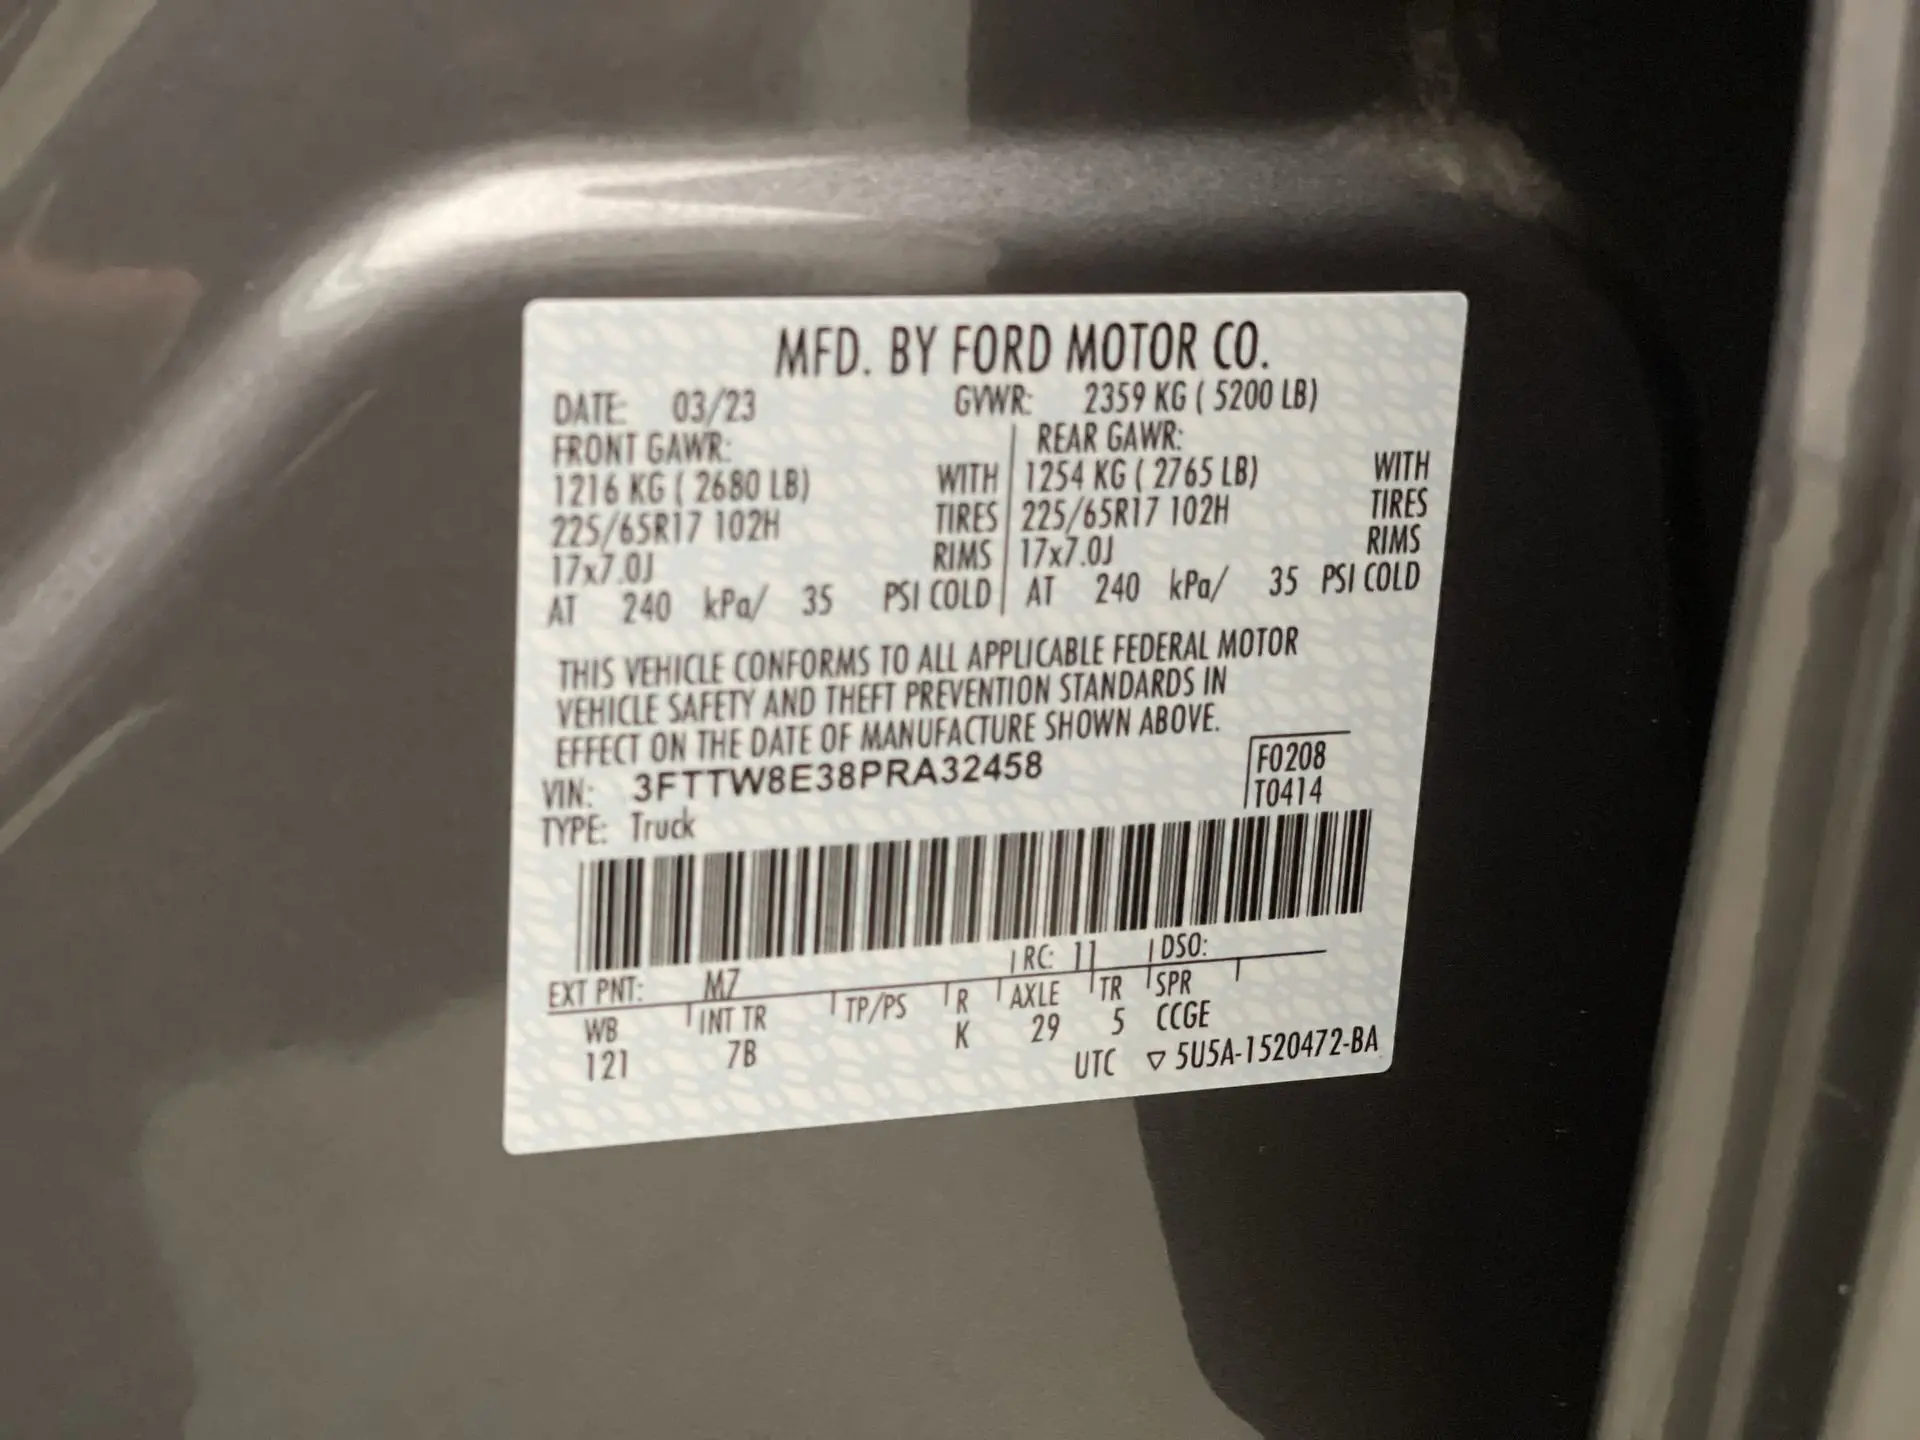 MFD. BY FORD MOTOR CO.
DATE: 03/23 GVWR: 2359 KG ( 5200 LB)
FRONT GAWR: REAR GAWR:
1216 KG ( 2680 LB) WITH 1254 KG ( 2765 LB) WITH
225/65R17 102H TIRES 225/65R17 102H TIRES
17x7.0J RIMS 17x7.0J RIMS
AT 240 kPa/ 35 PSI COLD AT 240 kPa/ 35 PSI COLD
THIS VEHICLE CONFORMS TO ALL APPLICABLE FEDERAL MOTOR
VEHICLE SAFETY AND THEFT PREVENTION STANDARDS IN
EFFECT ON THE DATE OF MANUFACTURE SHOWN ABOVE.
VIN: 3FTTW8E38PRA32458 F0208
TYPE: Truck T0414
EXT PNT: M7 RC: 11 DSO:
WB INT TR TP/PS R AXLE TR SPR
121 7B K 29 5 CCGE
UTC ▽ 5U5A-1520472-BA